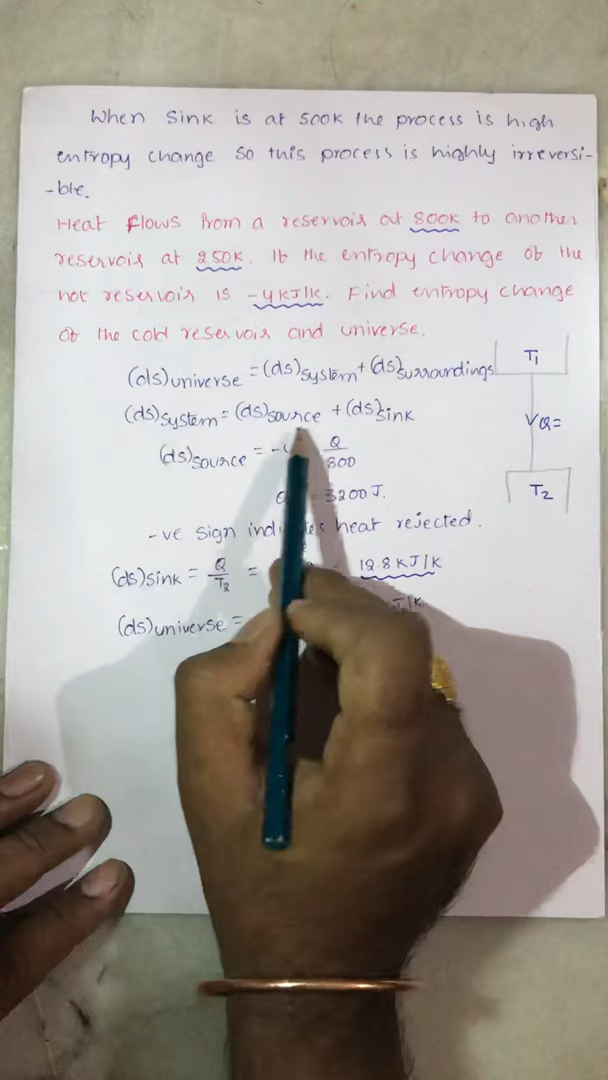 When Sink is at 500K the process is high
entropy change So this process is highly irreversi-
-ble.
Heat Flows from a reservoir at 800K to another
reservoir at 250K. If the entropy change of the
hot reservoir is -4KJ/K. Find entropy change
of the cold reservoir and universe.
(ds)universe = (ds)system + (ds)surroundings
(ds)system = (ds)source + (ds)sink
(ds)source = - Q/800
3200J.
-ve sign indicates heat rejected.
(ds)sink = Q/T2 = 12.8KJ/K
(ds)universe = J/K
T1
Q=
T2